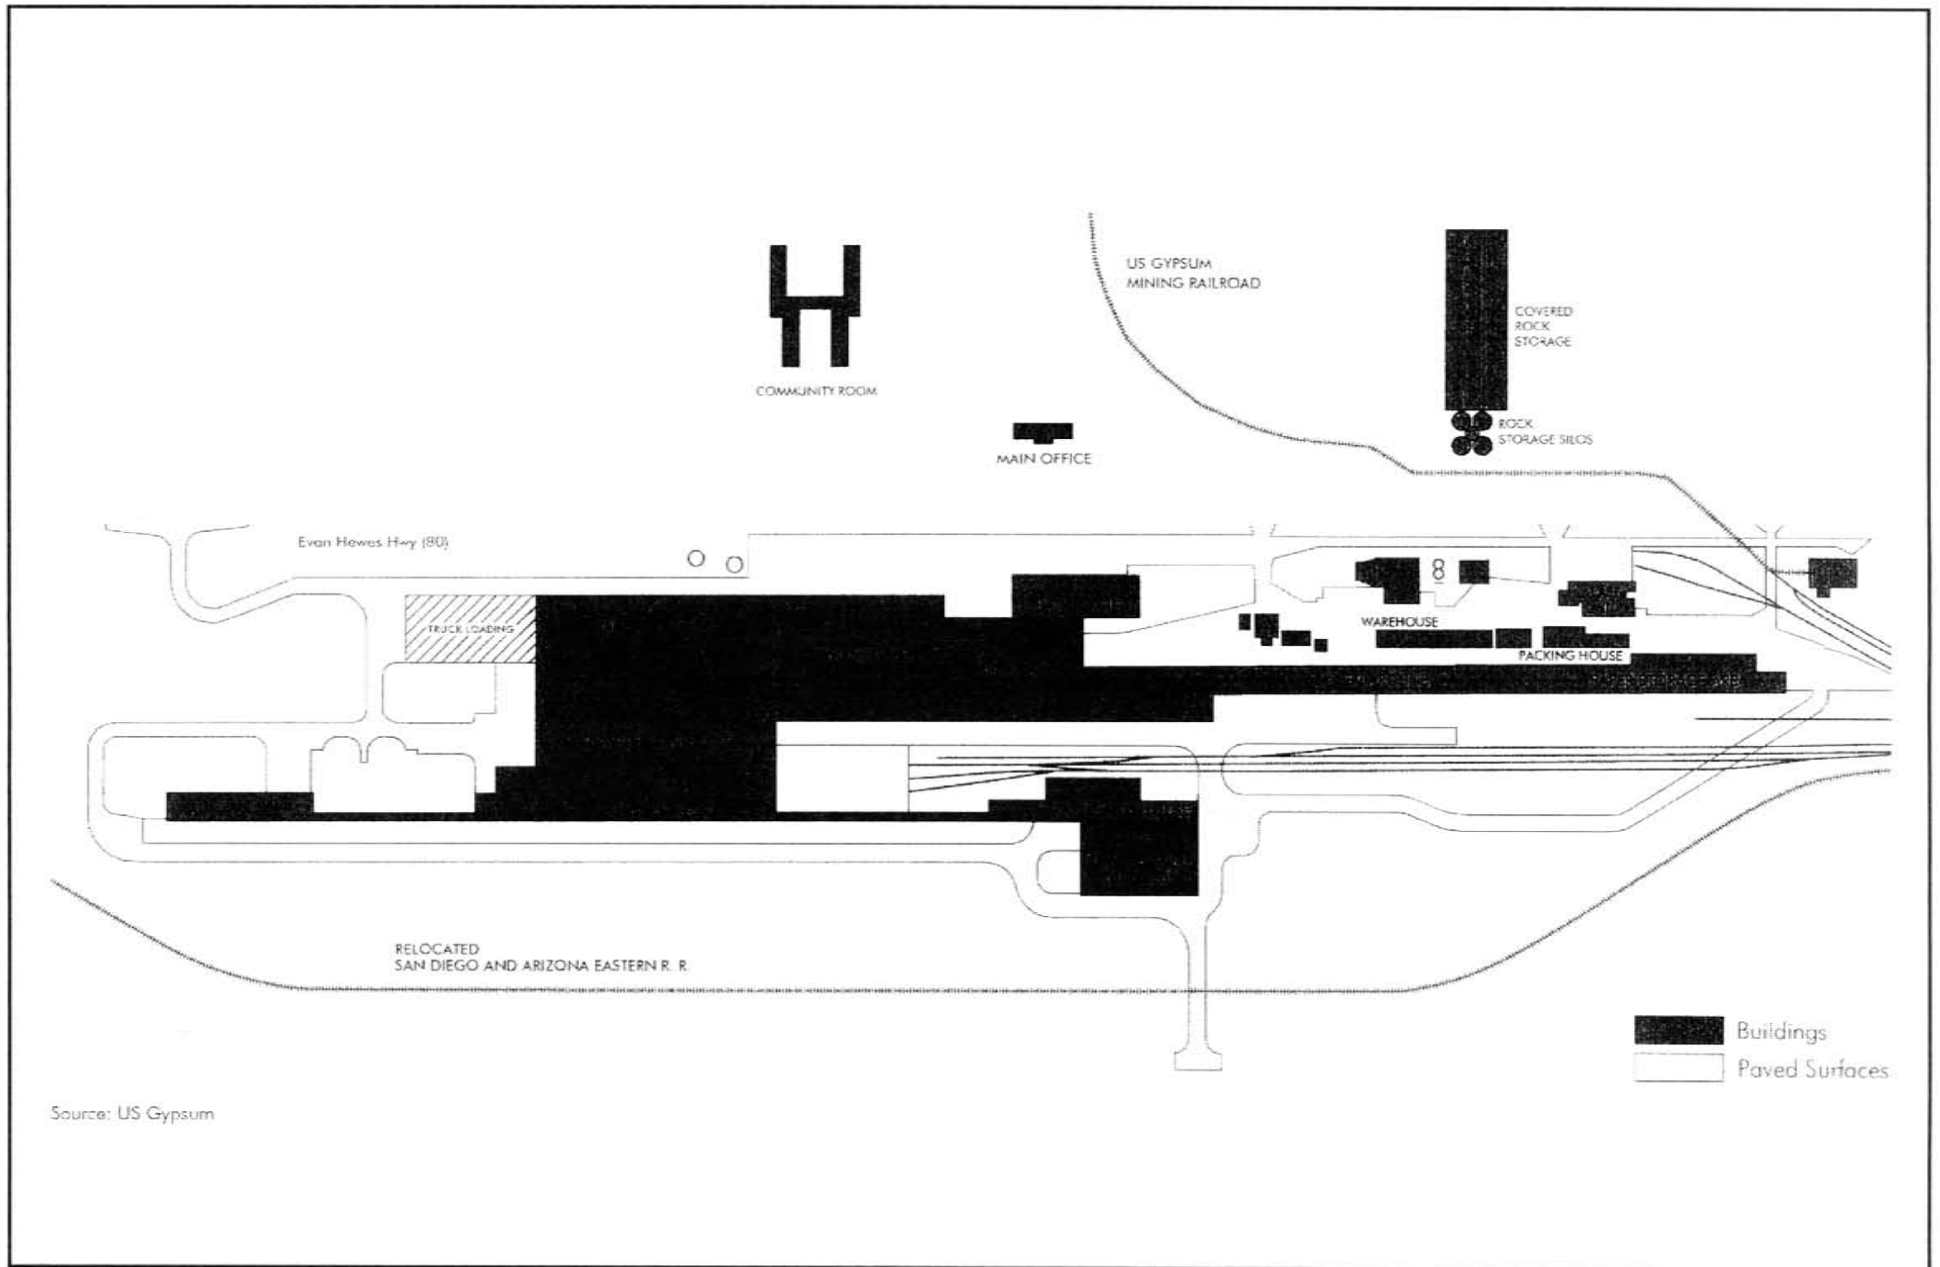 US GYPSUM
MINING RAILROAD
COVERED
ROCK
STORAGE
COMMUNITY ROOM
ROCK
STORAGE SILOS
MAIN OFFICE
Evan Hewes Hwy (80)
TRUCK LOADING
WAREHOUSE
PACKING HOUSE
RELOCATED
SAN DIEGO AND ARIZONA EASTERN R. R.
Buildings
Paved Surfaces
Source: US Gypsum